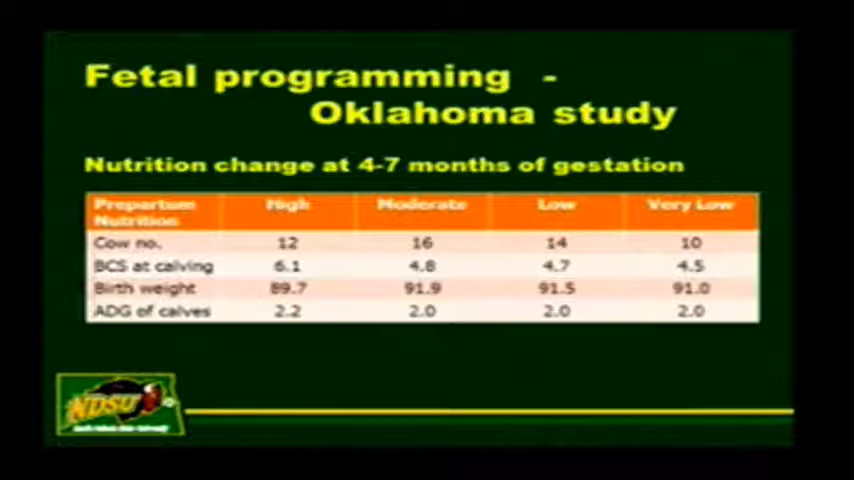 Fetal programming -
Oklahoma study
Nutrition change at 4-7 months of gestation
Prepartum Nutrition High Moderate Low Very Low
Cow no. 12 16 14 10
BCS at calving 6.1 4.8 4.7 4.5
Birth weight 89.7 91.9 91.5 91.0
ADG of calves 2.2 2.0 2.0 2.0
NDSU